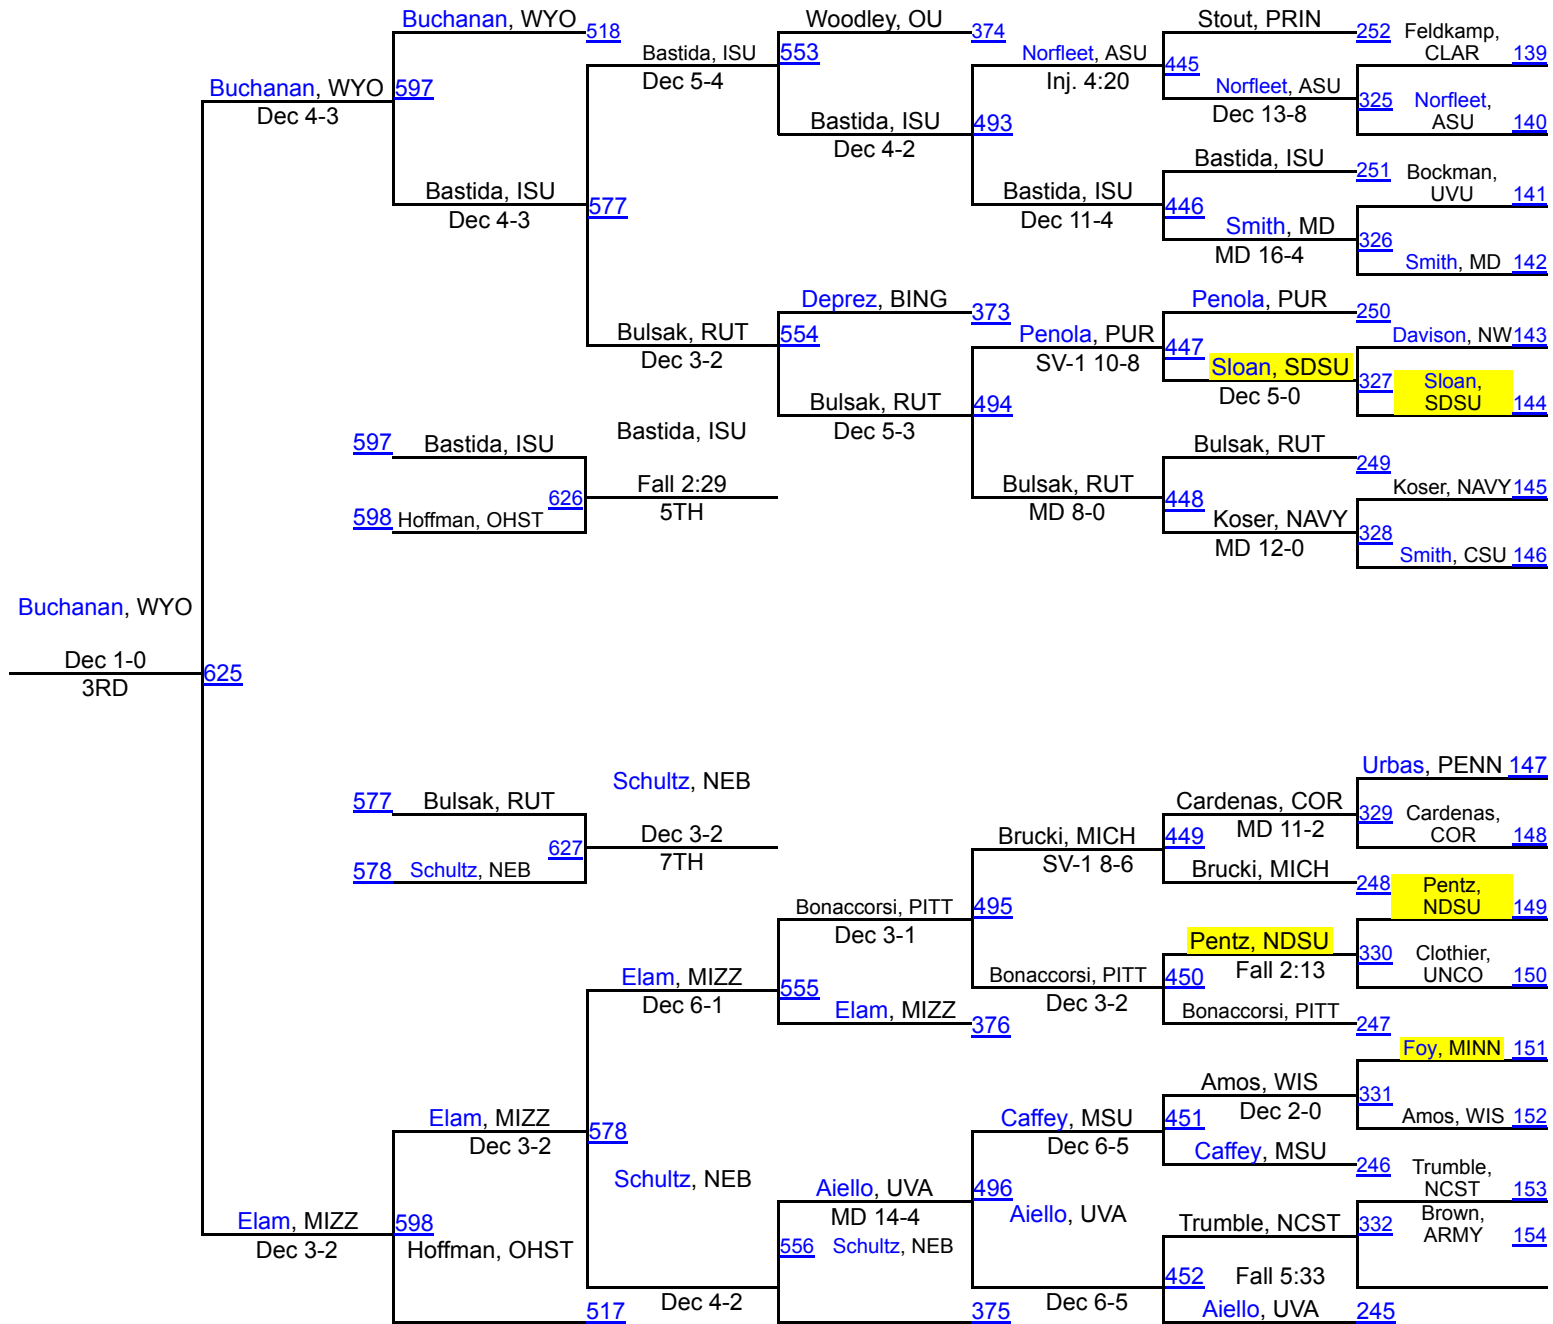 Buchanan, WYO
518
Woodley, OU
374
Stout, PRIN
252
Feldkamp,
CLAR
139
Bastida, ISU
Dec 5-4
553
Norfleet, ASU
Inj. 4:20
445
Buchanan, WYO
Dec 4-3
597
Norfleet, ASU
Dec 13-8
325
Norfleet,
ASU
140
Bastida, ISU
Dec 4-2
493
Bastida, ISU
251
Bockman,
UVU
141
Bastida, ISU
Dec 4-3
577
Bastida, ISU
Dec 11-4
446
Smith, MD
MD 16-4
326
Smith, MD 142
Deprez, BING
373
Penola, PUR
250
Bulsak, RUT
Dec 3-2
554
Penola, PUR
SV-1 10-8
447
Davison, NW 143
Sloan, SDSU
Dec 5-0
327
Sloan,
SDSU
144
Bulsak, RUT
Dec 5-3
494
597
Bastida, ISU
Bastida, ISU
Bulsak, RUT
249
626
Fall 2:29
5TH
Bulsak, RUT
MD 8-0
448
Koser, NAVY 145
598 Hoffman, OHST
Koser, NAVY
MD 12-0
328
Smith, CSU 146
Buchanan, WYO
Dec 1-0
3RD
625
Urbas, PENN 147
Schultz, NEB
577
Bulsak, RUT
Cardenas, COR
MD 11-2
329
Cardenas,
COR
148
627
Dec 3-2
7TH
Brucki, MICH
SV-1 8-6
449
578 Schultz, NEB
Brucki, MICH
248
Pentz,
NDSU
149
Bonaccorsi, PITT
Dec 3-1
495
Pentz, NDSU
Fall 2:13
330
Clothier,
UNCO
150
Elam, MIZZ
Dec 6-1
555
Bonaccorsi, PITT
Dec 3-2
450
Elam, MIZZ
376
Bonaccorsi, PITT
247
Foy, MINN 151
Amos, WIS
Dec 2-0
331
Elam, MIZZ
Dec 3-2
578
Caffey, MSU
Dec 6-5
451
Amos, WIS 152
Caffey, MSU
246
Trumble,
NCST
153
Schultz, NEB
Aiello, UVA
MD 14-4
496
Aiello, UVA
Elam, MIZZ
Dec 3-2
598
Hoffman, OHST
556 Schultz, NEB
Trumble, NCST
332
Brown,
ARMY
154
452
Fall 5:33
517
Dec 4-2
375
Dec 6-5
Aiello, UVA
245